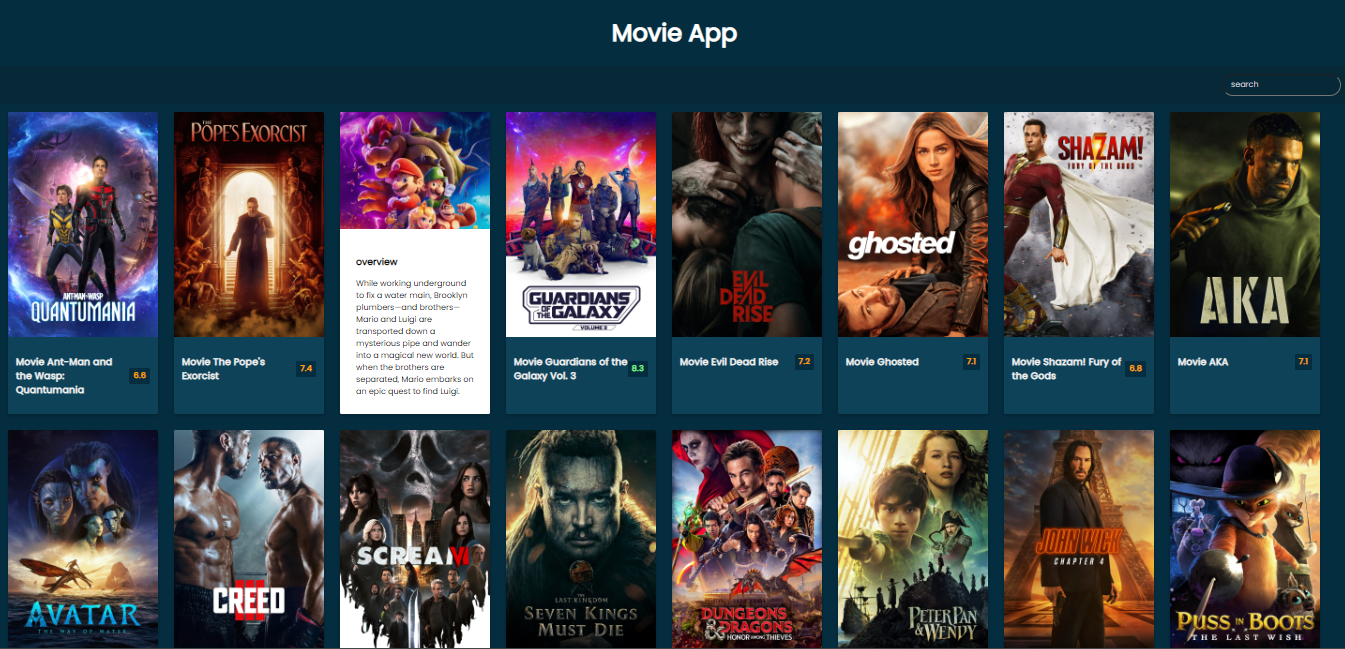 Movie App
search
ANT-MAN AND WASP
QUANTUMANIA
Movie Ant-Man and
the Wasp:
Quantumania
6.6
THE
POPE'S EXORCIST
Movie The Pope's
Exorcist
7.4
overview
While working underground
to fix a water main, Brooklyn
plumbers—and brothers—
Mario and Luigi are
transported down a
mysterious pipe and wander
into a magical new world. But
when the brothers are
separated, Mario embarks on
an epic quest to find Luigi.
GUARDIANS
OF THE GALAXY
VOLUME 3
Movie Guardians of the
Galaxy Vol. 3
8.3
EVIL
DEAD
RISE
Movie Evil Dead Rise
7.2
ghosted
Movie Ghosted
7.1
SHAZAM!
FURY OF THE GODS
Movie Shazam! Fury of
the Gods
6.8
AKA
Movie AKA
7.1
AVATAR
THE WAY OF WATER
III
CREED
SCREAM VI
THE
LAST KINGDOM
SEVEN KINGS
MUST DIE
DUNGEONS
& DRAGONS
HONOR AMONG THIEVES
PETER PAN
& WENDY
JOHN WICK
CHAPTER 4
PUSS IN BOOTS
THE LAST WISH